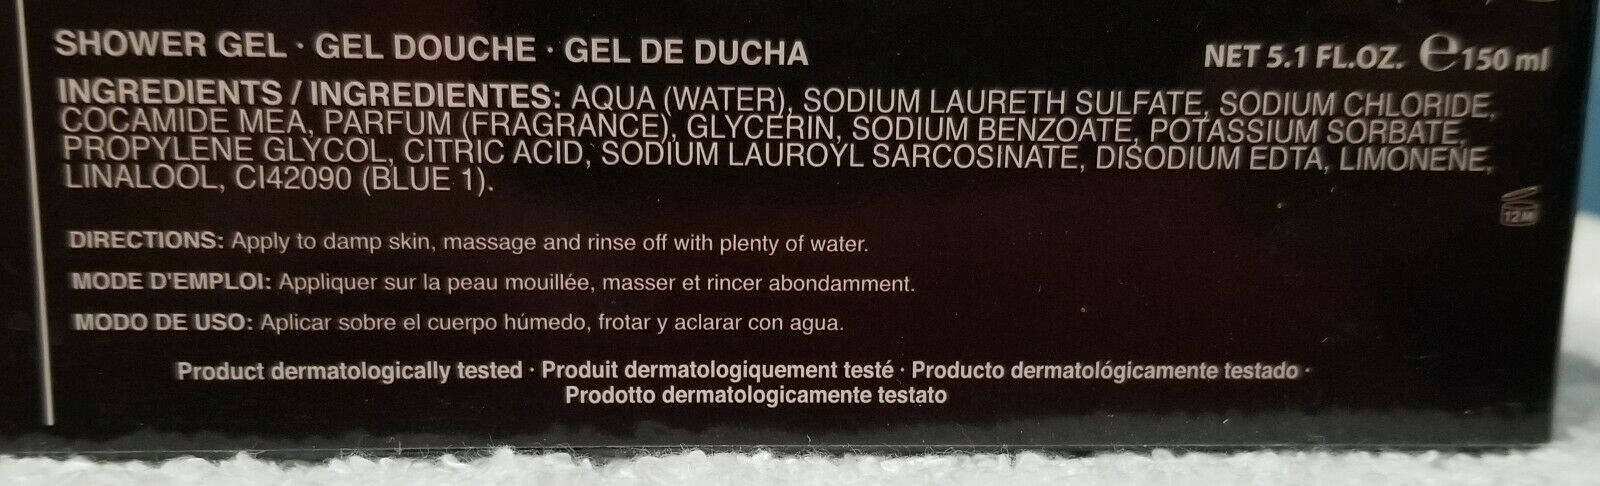 SHOWER GEL · GEL DOUCHE · GEL DE DUCHA NET 5.1 FL.OZ. ℮150 ml
INGREDIENTS / INGREDIENTES: AQUA (WATER), SODIUM LAURETH SULFATE, SODIUM CHLORIDE,
COCAMIDE MEA, PARFUM (FRAGRANCE), GLYCERIN, SODIUM BENZOATE, POTASSIUM SORBATE,
PROPYLENE GLYCOL, CITRIC ACID, SODIUM LAUROYL SARCOSINATE, DISODIUM EDTA, LIMONENE,
LINALOOL, CI42090 (BLUE 1).
12M
DIRECTIONS: Apply to damp skin, massage and rinse off with plenty of water.
MODE D'EMPLOI: Appliquer sur la peau mouillée, masser et rincer abondamment.
MODO DE USO: Aplicar sobre el cuerpo húmedo, frotar y aclarar con agua.
Product dermatologically tested · Produit dermatologiquement testé · Producto dermatológicamente testado ·
Prodotto dermatologicamente testato